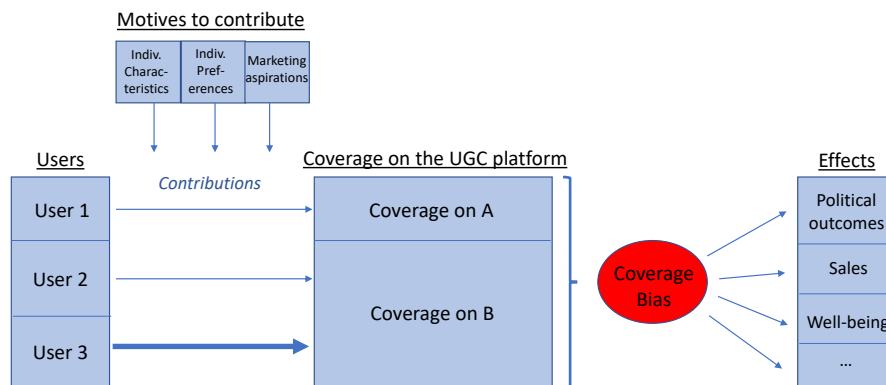 Motives to contribute
Indiv.
Charac-
teristics
Indiv.
Pref-
erences
Marketing
aspirations
Users
Contributions
Coverage on the UGC platform
Effects
User 1
User 2
User 3
Coverage on A
Coverage on B
Coverage
Bias
Political
outcomes
Sales
Well-being
...